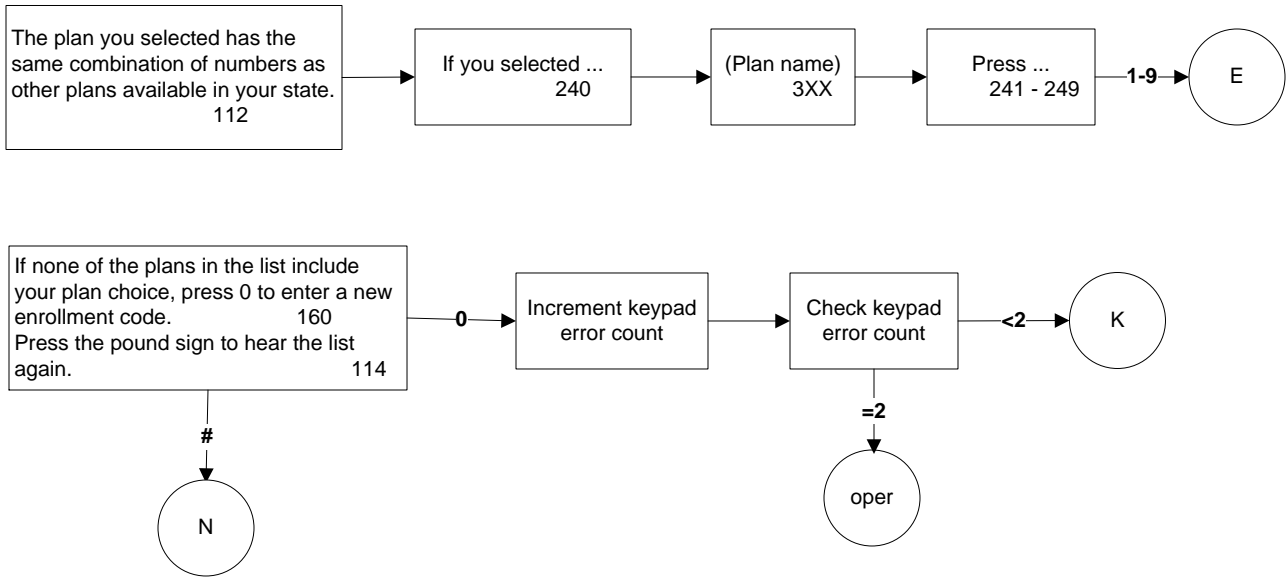 The plan you selected has the
same combination of numbers as
other plans available in your state.
112
If you selected ...
240
(Plan name)
3XX
Press ...
241 - 249
1-9
E
If none of the plans in the list include
your plan choice, press 0 to enter a new
enrollment code. 160
Press the pound sign to hear the list
again. 114
0
Increment keypad
error count
Check keypad
error count
<2
K
=2
oper
#
N